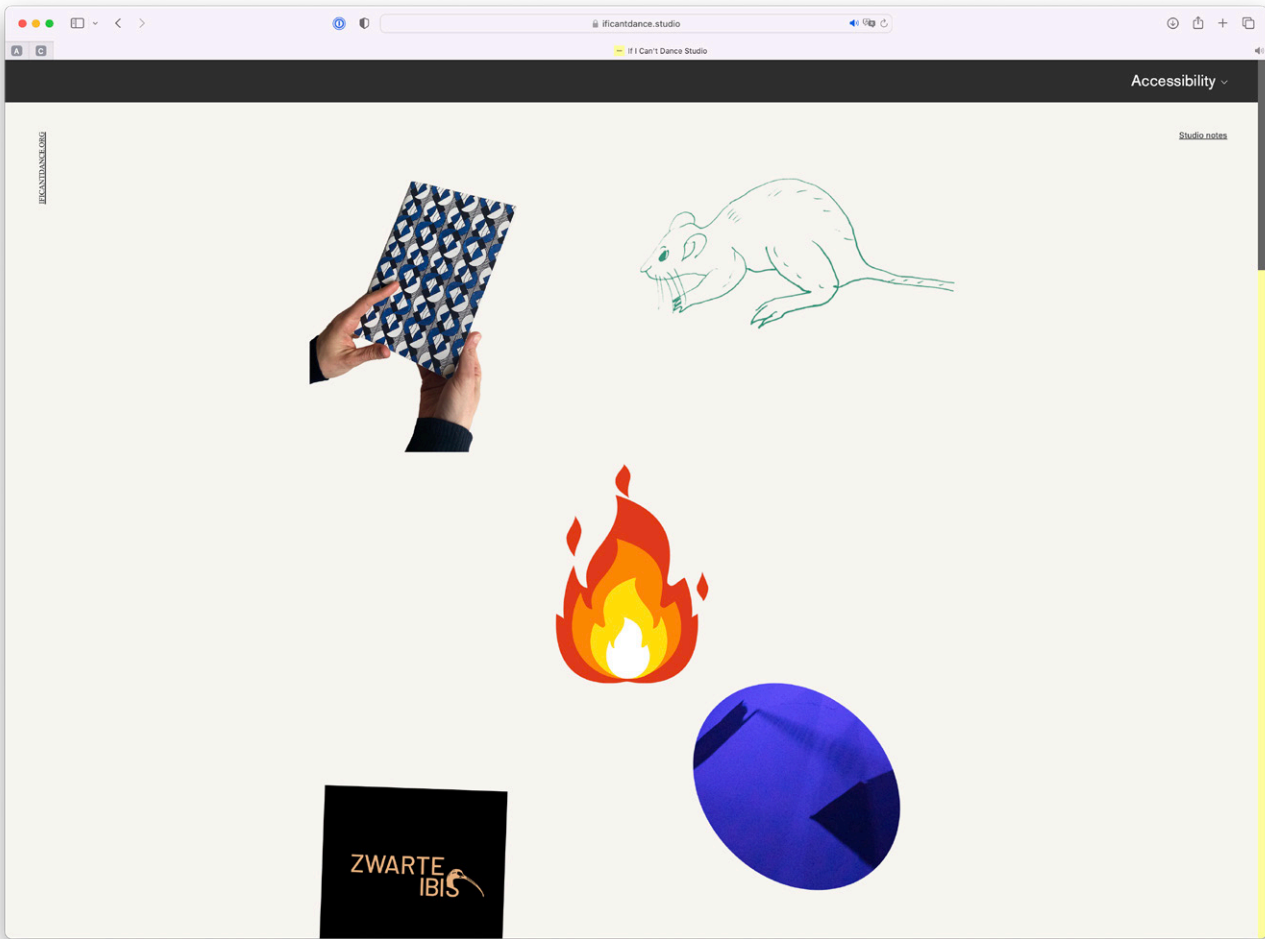 ificantdance.studio
A
C
If I Can't Dance Studio
Accessibility
IFICANTDANCE.ORG
Studio notes
ZWARTE
IBIS